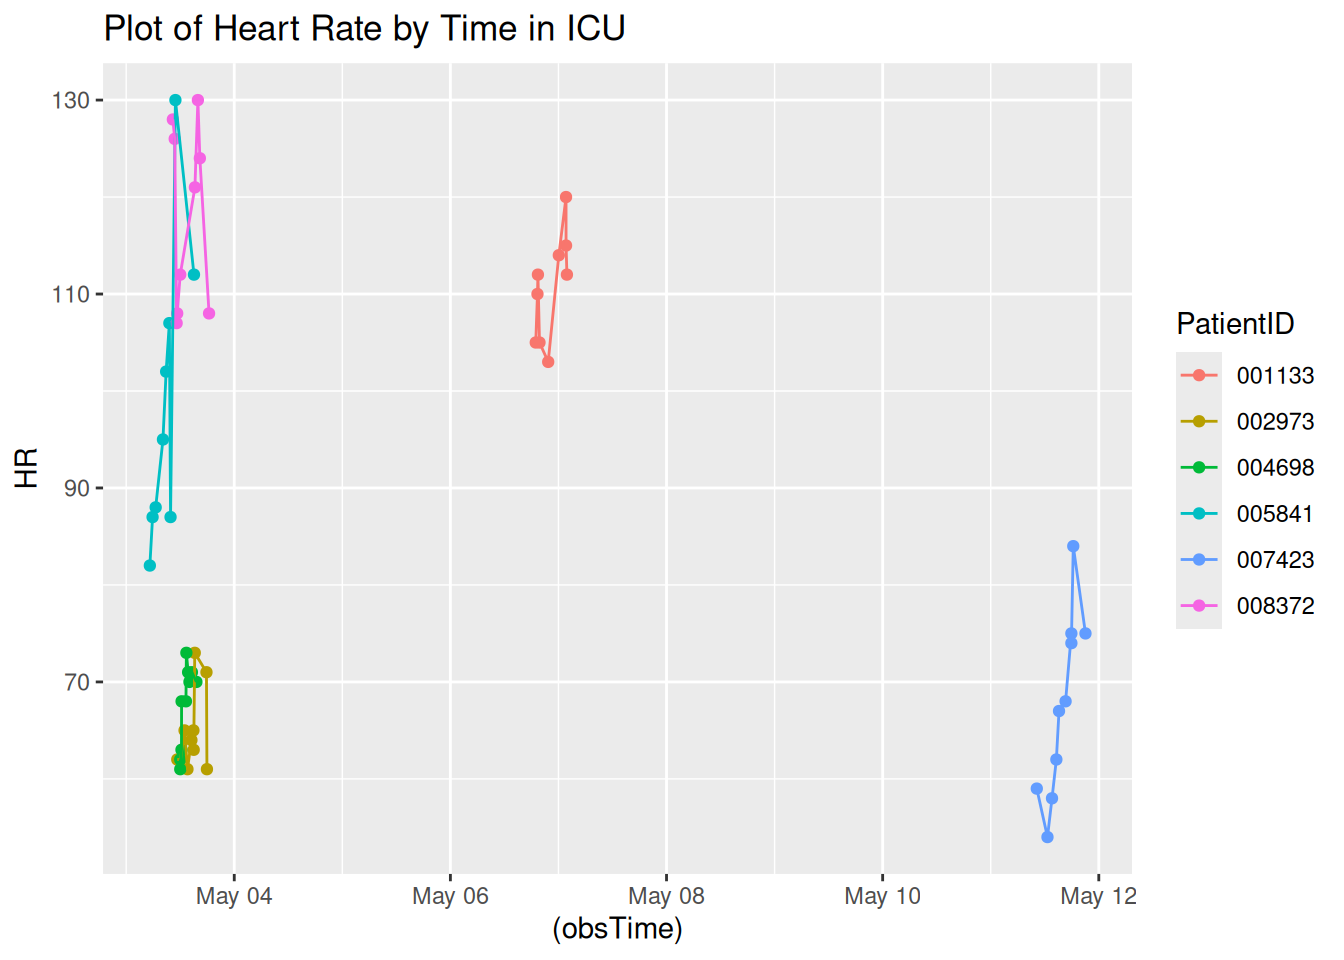 Plot of Heart Rate by Time in ICU
130
110
90
70
HR
May 04
May 06
May 08
May 10
May 12
(obsTime)
PatientID
001133
002973
004698
005841
007423
008372